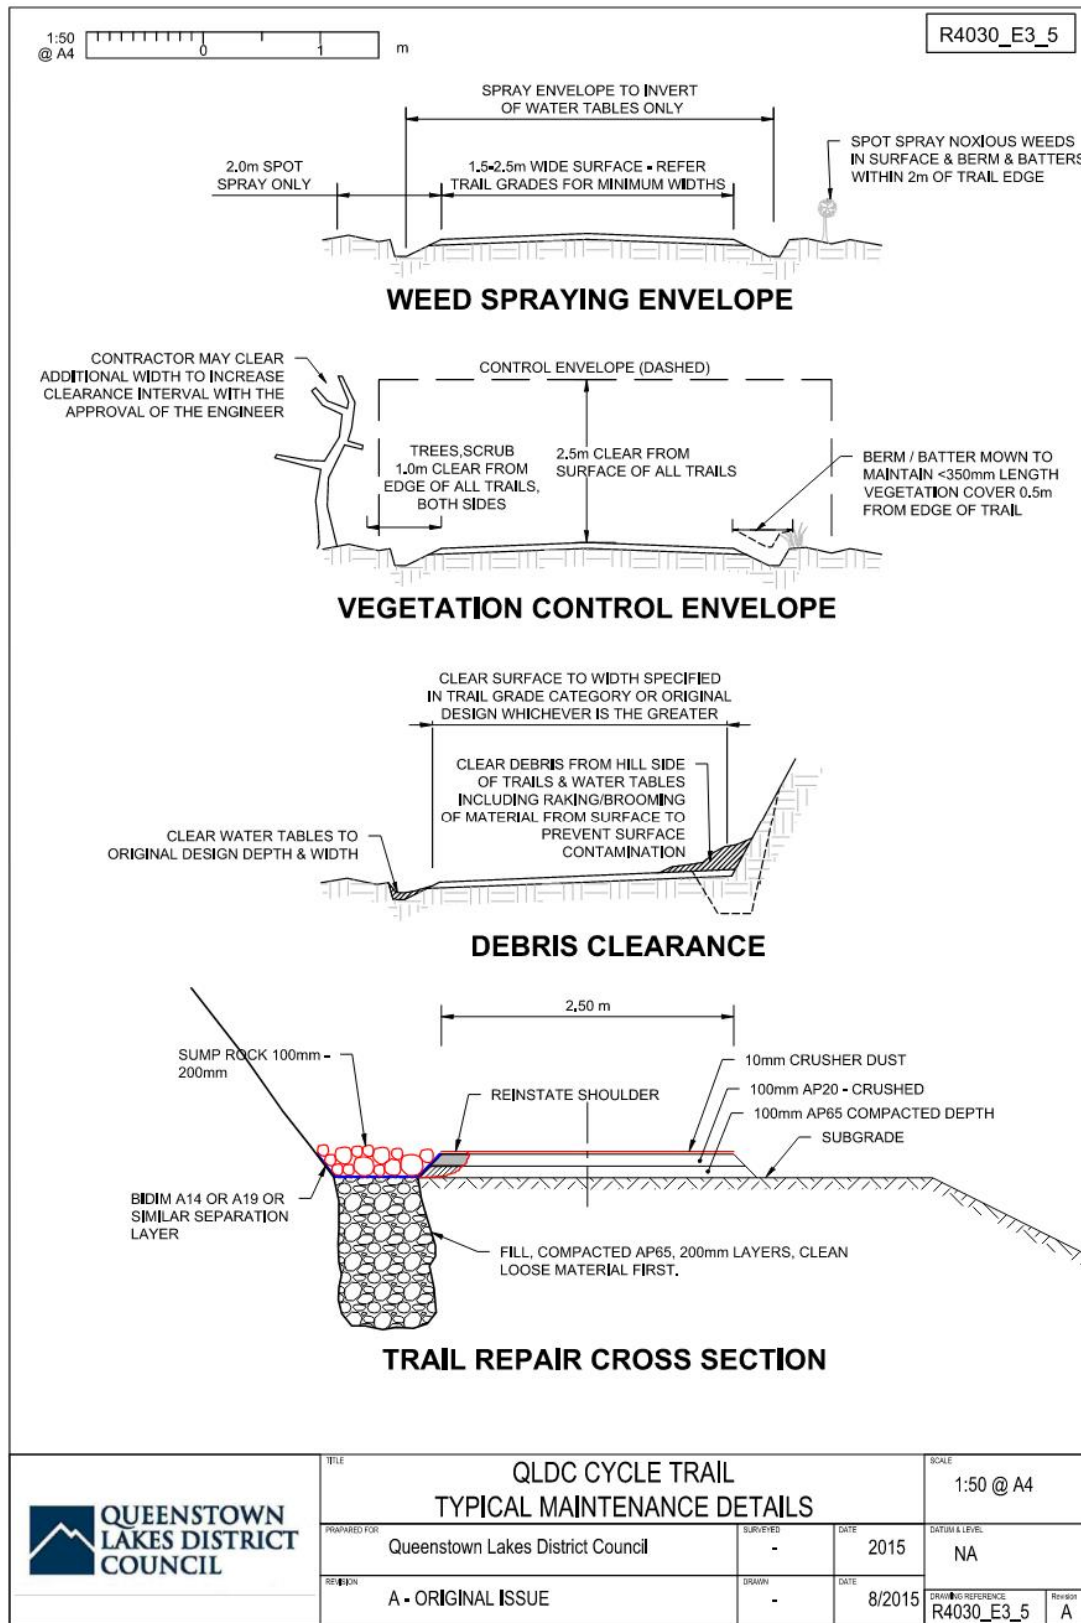 1:50
@ A4
0
1
m
R4030_E3_5
SPRAY ENVELOPE TO INVERT
OF WATER TABLES ONLY
2.0m SPOT
SPRAY ONLY
1.5-2.5m WIDE SURFACE - REFER
TRAIL GRADES FOR MINIMUM WIDTHS
SPOT SPRAY NOXIOUS WEEDS
IN SURFACE & BERM & BATTERS
WITHIN 2m OF TRAIL EDGE
WEED SPRAYING ENVELOPE
CONTRACTOR MAY CLEAR
ADDITIONAL WIDTH TO INCREASE
CLEARANCE INTERVAL WITH THE
APPROVAL OF THE ENGINEER
CONTROL ENVELOPE (DASHED)
TREES,SCRUB
1.0m CLEAR FROM
EDGE OF ALL TRAILS,
BOTH SIDES
2.5m CLEAR FROM
SURFACE OF ALL TRAILS
BERM / BATTER MOWN TO
MAINTAIN <350mm LENGTH
VEGETATION COVER 0.5m
FROM EDGE OF TRAIL
VEGETATION CONTROL ENVELOPE
CLEAR SURFACE TO WIDTH SPECIFIED
IN TRAIL GRADE CATEGORY OR ORIGINAL
DESIGN WHICHEVER IS THE GREATER
CLEAR DEBRIS FROM HILL SIDE
OF TRAILS & WATER TABLES
INCLUDING RAKING/BROOMING
OF MATERIAL FROM SURFACE TO
PREVENT SURFACE
CONTAMINATION
CLEAR WATER TABLES TO
ORIGINAL DESIGN DEPTH & WIDTH
DEBRIS CLEARANCE
2.50 m
SUMP ROCK 100mm -
200mm
REINSTATE SHOULDER
10mm CRUSHER DUST
100mm AP20 - CRUSHED
100mm AP65 COMPACTED DEPTH
SUBGRADE
BIDIM A14 OR A19 OR
SIMILAR SEPARATION
LAYER
FILL, COMPACTED AP65, 200mm LAYERS, CLEAN
LOOSE MATERIAL FIRST.
TRAIL REPAIR CROSS SECTION
QUEENSTOWN
LAKES DISTRICT
COUNCIL
TITLE
QLDC CYCLE TRAIL
TYPICAL MAINTENANCE DETAILS
SCALE
1:50 @ A4
PREPARED FOR
Queenstown Lakes District Council
SURVEYED
-
DATE
2015
DATUM & LEVEL
NA
REVISION
A - ORIGINAL ISSUE
DRAWN
-
DATE
8/2015
DRAWING REFERENCE
R4030_E3_5
Revision
A